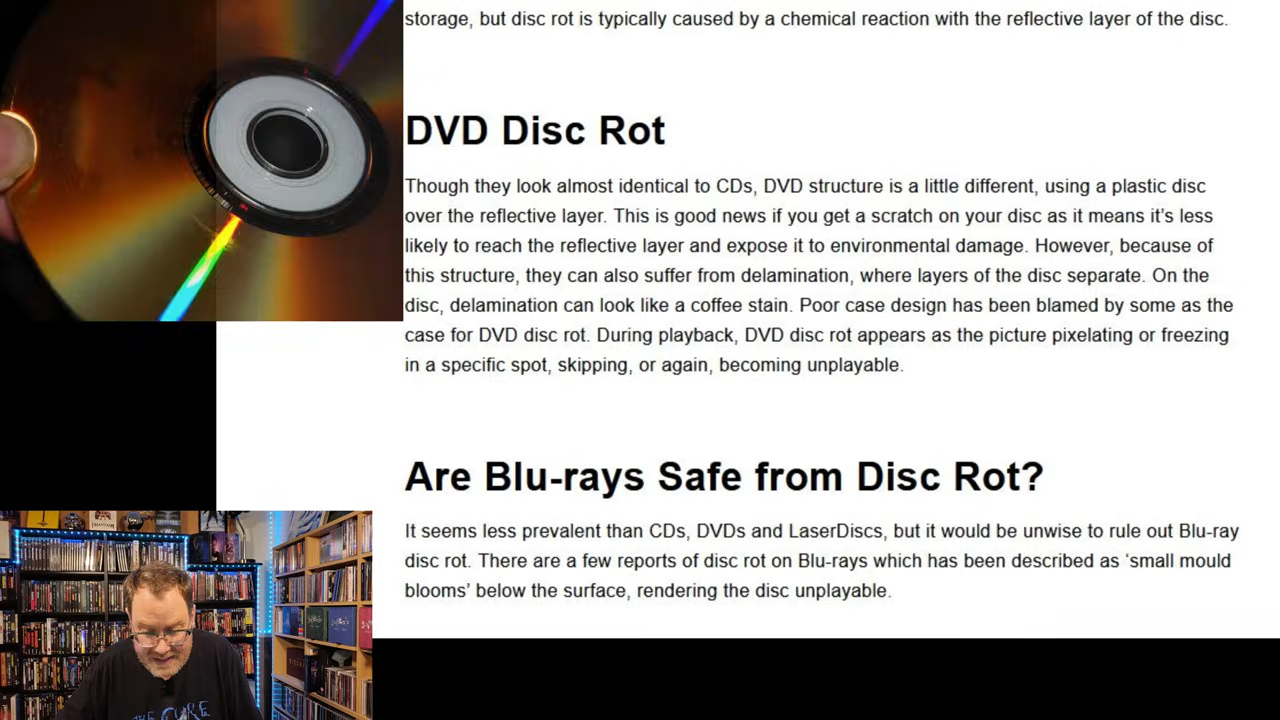 storage, but disc rot is typically caused by a chemical reaction with the reflective layer of the disc.
DVD Disc Rot
Though they look almost identical to CDs, DVD structure is a little different, using a plastic disc
over the reflective layer. This is good news if you get a scratch on your disc as it means it’s less
likely to reach the reflective layer and expose it to environmental damage. However, because of
this structure, they can also suffer from delamination, where layers of the disc separate. On the
disc, delamination can look like a coffee stain. Poor case design has been blamed by some as the
case for DVD disc rot. During playback, DVD disc rot appears as the picture pixelating or freezing
in a specific spot, skipping, or again, becoming unplayable.
Are Blu-rays Safe from Disc Rot?
It seems less prevalent than CDs, DVDs and LaserDiscs, but it would be unwise to rule out Blu-ray
disc rot. There are a few reports of disc rot on Blu-rays which has been described as ‘small mould
blooms’ below the surface, rendering the disc unplayable.
THE CURE